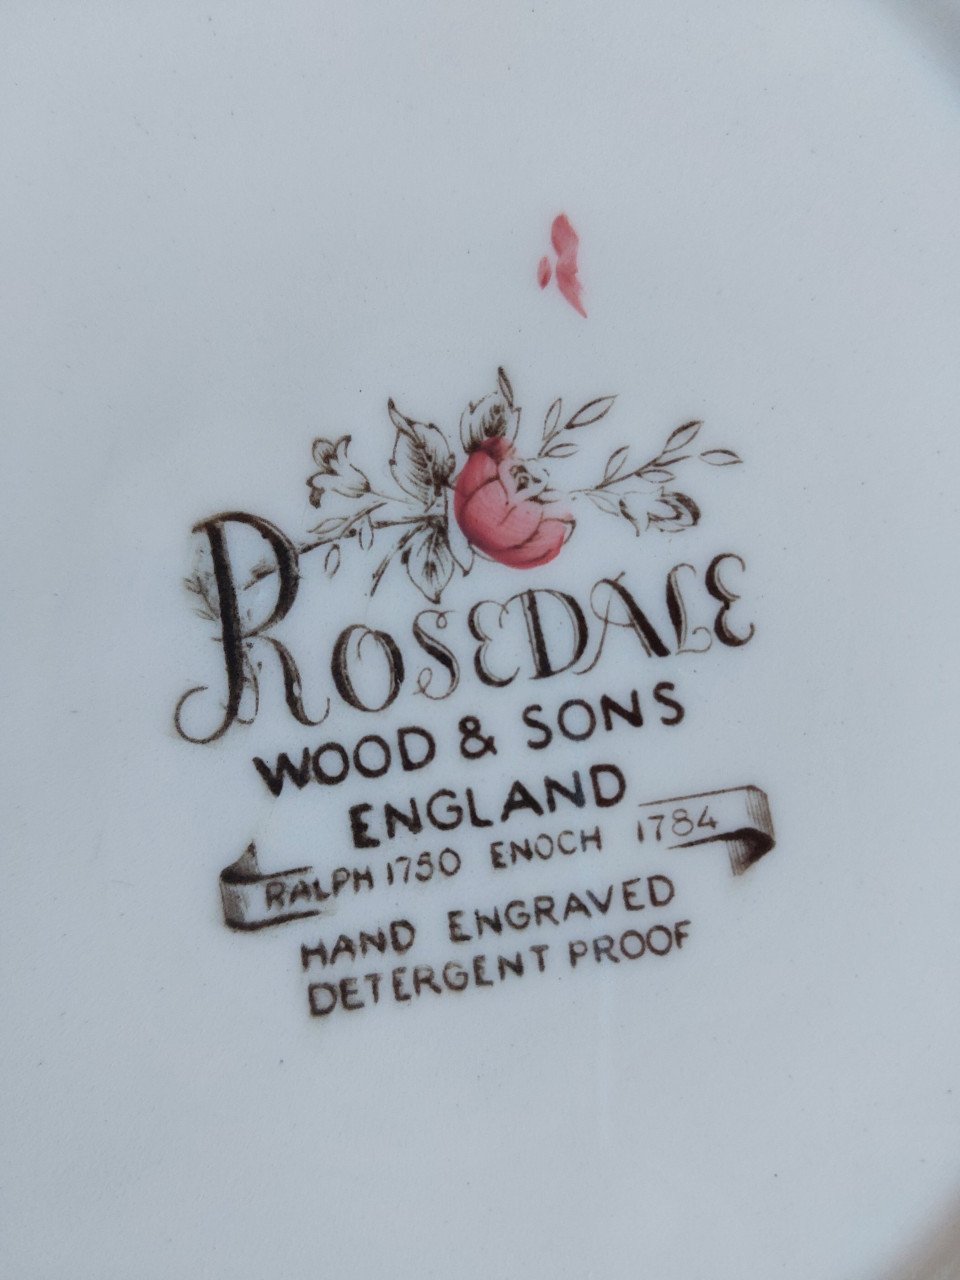 ROSEDALE
WOOD & SONS
ENGLAND
RALPH 1750 ENOCH 1784
HAND ENGRAVED
DETERGENT PROOF